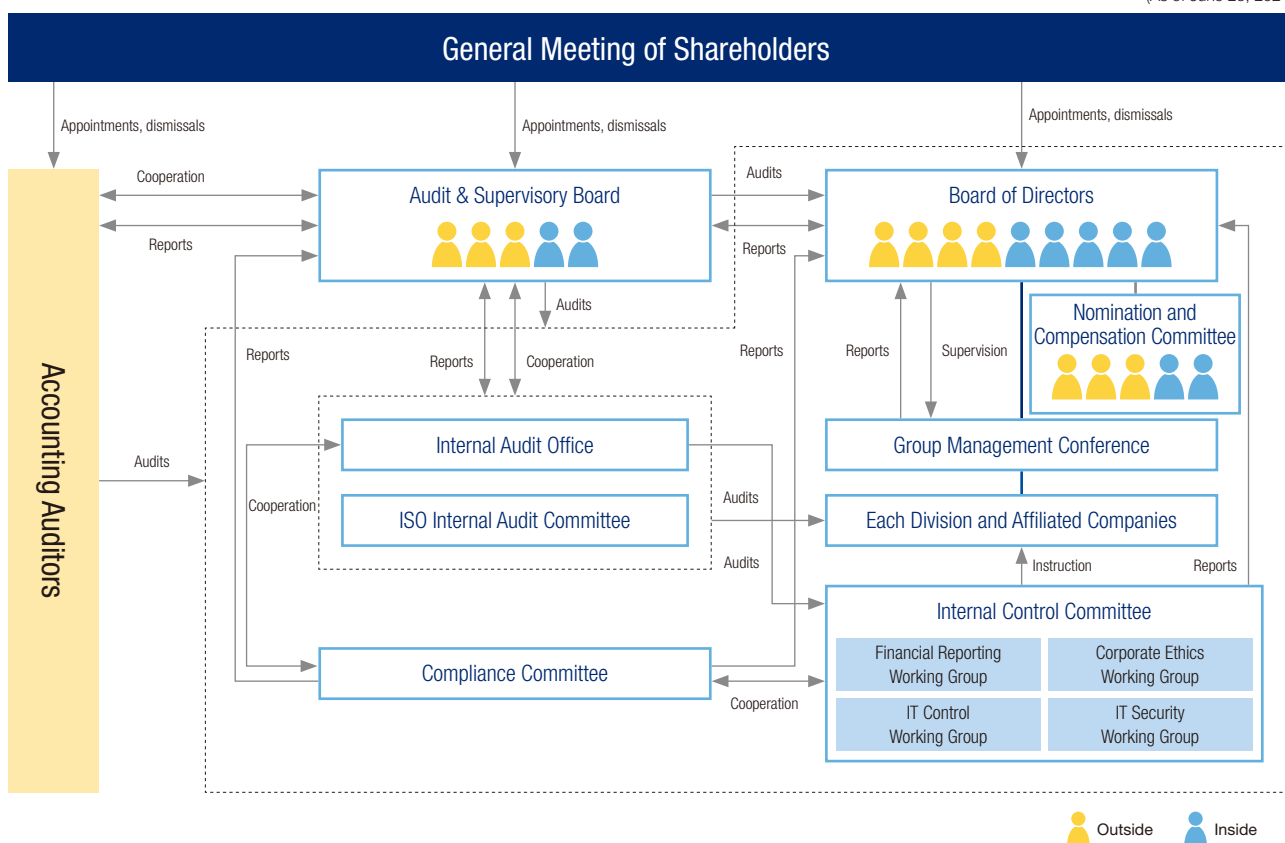 General Meeting of Shareholders
Appointments, dismissals
Appointments, dismissals
Appointments, dismissals
Cooperation
Reports
Audit & Supervisory Board
Audits
Reports
Board of Directors
Audits
Reports
Reports
Cooperation
Reports
Reports
Supervision
Nomination and
Compensation Committee
Accounting Auditors
Audits
Internal Audit Office
Group Management Conference
Cooperation
ISO Internal Audit Committee
Audits
Each Division and Affiliated Companies
Audits
Instruction
Reports
Internal Control Committee
Financial Reporting
Working Group
Corporate Ethics
Working Group
Compliance Committee
Cooperation
IT Control
Working Group
IT Security
Working Group
Outside
Inside